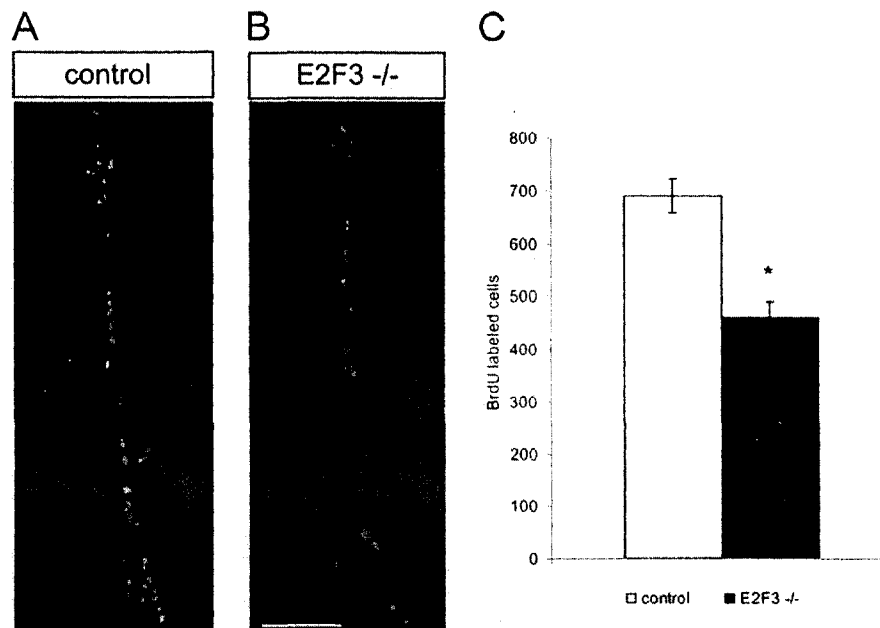 A
B
C
control
E2F3 -/-
BrdU labeled cells
800
700
600
500
400
300
200
100
0
*
control
E2F3 -/-